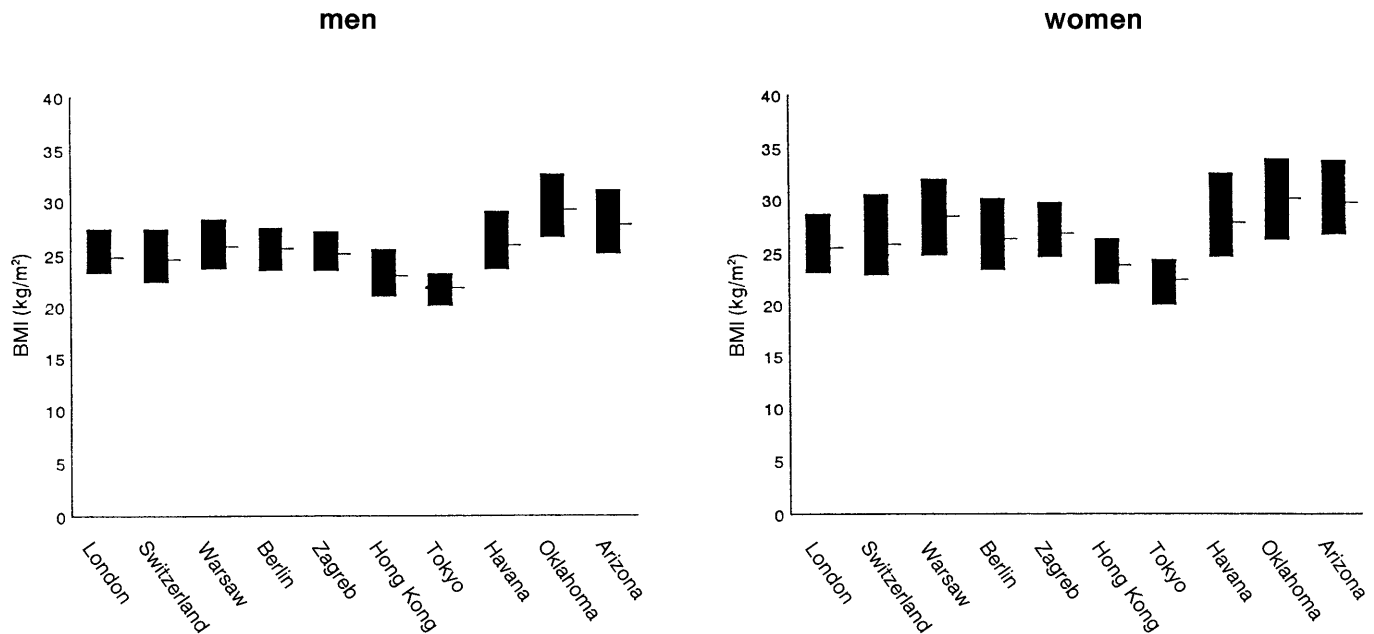 men
women
40
35
30
25
20
15
10
5
0
BMI (kg/m²)
London
Switzerland
Warsaw
Berlin
Zagreb
Hong Kong
Tokyo
Havana
Oklahoma
Arizona
40
35
30
25
20
15
10
5
0
BMI (kg/m²)
London
Switzerland
Warsaw
Berlin
Zagreb
Hong Kong
Tokyo
Havana
Oklahoma
Arizona